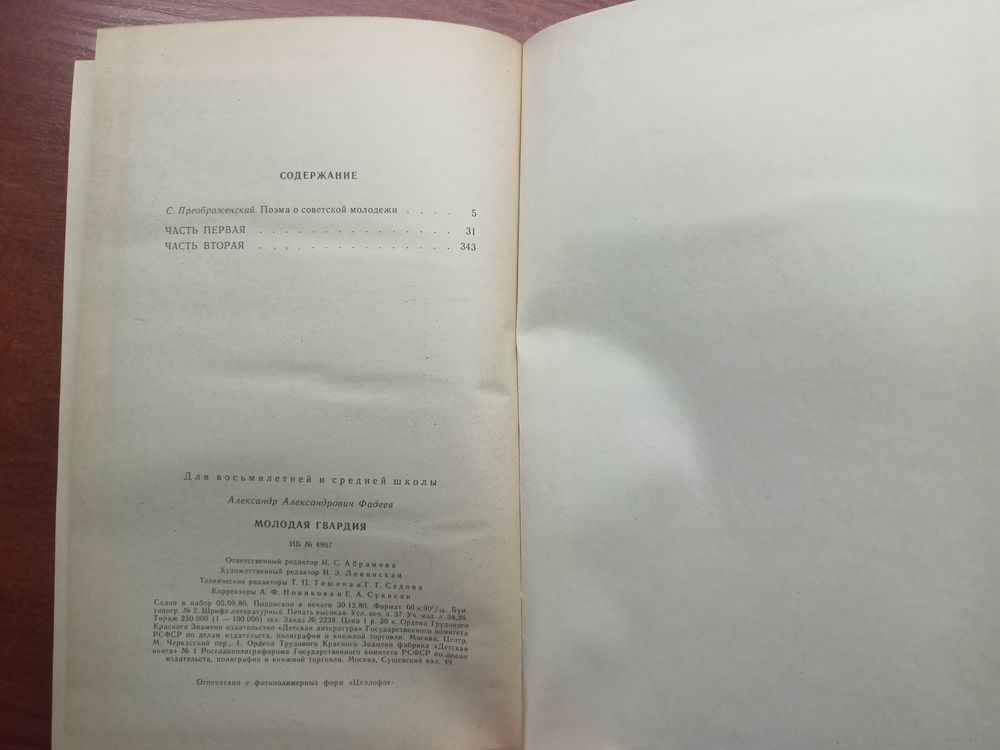 СОДЕРЖАНИЕ
С. Преображенский. Поэма о советской молодежи . . . . 5
ЧАСТЬ ПЕРВАЯ . . . . . . . . . . . . . . 31
ЧАСТЬ ВТОРАЯ . . . . . . . . . . . . . . 343
Для восьмилетней и средней школы
Александр Александрович Фадеев
МОЛОДАЯ ГВАРДИЯ
ИБ № 4967
Ответственный редактор Н. С. Абрамова
Художественный редактор Н. З. Левинская
Технические редакторы Т. П. Тишина и Г. Г. Седова
Корректоры А. Ф. Новикова и Е. А. Сукясян
Сдано в набор 05.09.80. Подписано к печати 30.12.80. Формат 60×90¹/₁₆. Бум.
типогр. № 2. Шрифт литературный. Печать высокая. Усл. печ. л. 37. Уч.-изд. л. 38,26.
Тираж 250 000 (1 — 100 000) экз. Заказ № 2239. Цена 1 р. 30 к. Ордена Трудового
Красного Знамени издательство «Детская литература» Государственного комитета
РСФСР по делам издательств, полиграфии и книжной торговли. Москва, Центр,
М. Черкасский пер., 1. Ордена Трудового Красного Знамени фабрика «Детская
книга» № 1 Росглавполиграфпрома Государственного комитета РСФСР по делам
издательств, полиграфии и книжной торговли. Москва, Сущевский вал, 49
Отпечатано с фотополимерных форм «Целлофот»